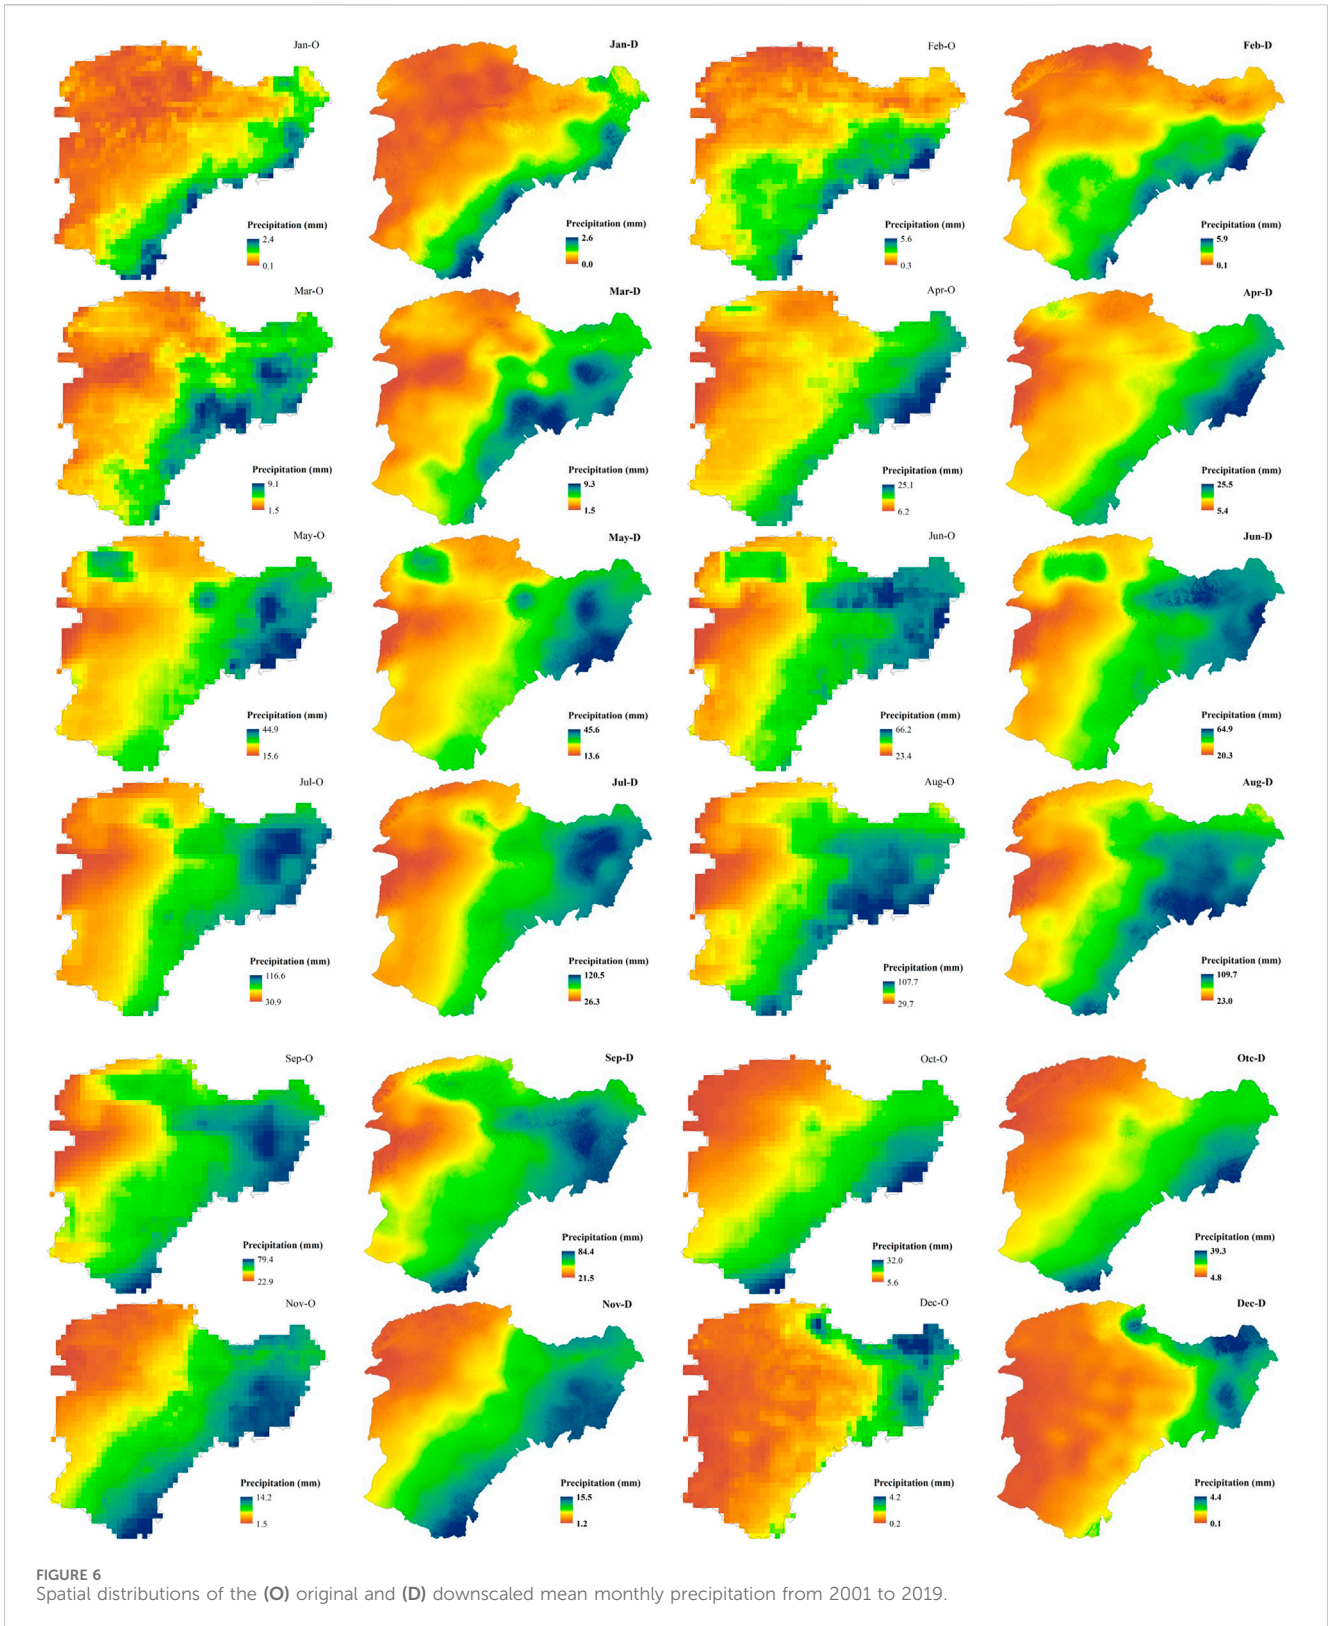 Jan-O
Jan-D
Feb-O
Feb-D
Precipitation (mm)
2.4
0.1
Precipitation (mm)
2.6
0.0
Precipitation (mm)
5.6
0.3
Precipitation (mm)
5.9
0.1
Mar-O
Mar-D
Apr-O
Apr-D
Precipitation (mm)
9.1
1.5
Precipitation (mm)
9.3
1.5
Precipitation (mm)
25.1
6.2
Precipitation (mm)
25.5
5.4
May-O
May-D
Jun-O
Jun-D
Precipitation (mm)
44.9
15.6
Precipitation (mm)
45.6
13.6
Precipitation (mm)
66.2
23.4
Precipitation (mm)
64.9
20.3
Jul-O
Jul-D
Aug-O
Aug-D
Precipitation (mm)
116.6
30.9
Precipitation (mm)
120.5
26.3
Precipitation (mm)
107.7
29.7
Precipitation (mm)
109.7
23.0
Sep-O
Sep-D
Oct-O
Otc-D
Precipitation (mm)
79.4
22.9
Precipitation (mm)
84.4
21.5
Precipitation (mm)
32.0
5.6
Precipitation (mm)
39.3
4.8
Nov-O
Nov-D
Dec-O
Dec-D
Precipitation (mm)
14.2
1.5
Precipitation (mm)
15.5
1.2
Precipitation (mm)
4.2
0.2
Precipitation (mm)
4.4
0.1
FIGURE 6
Spatial distributions of the (O) original and (D) downscaled mean monthly precipitation from 2001 to 2019.